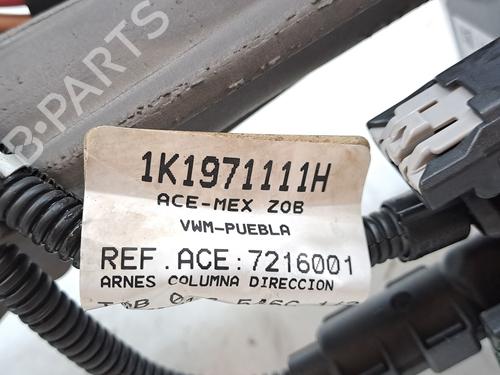 B-PARTS
1K1971111H
ACE-MEX ZOB
VWM-PUEBLA
REF.ACE:7216001
ARNES COLUMNA DIRECCION